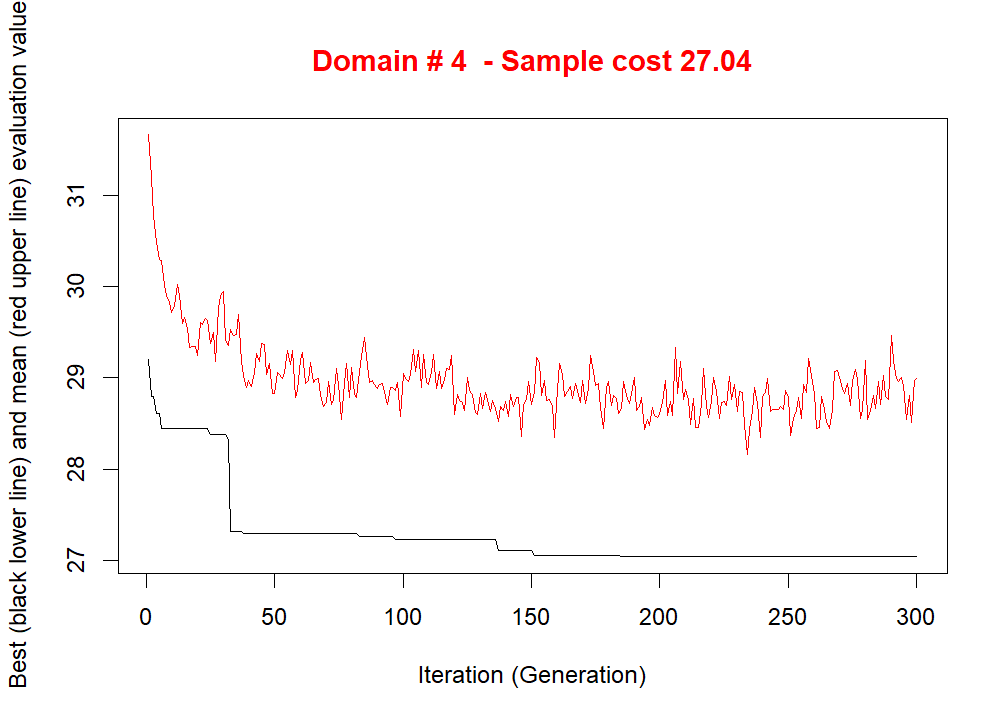 Domain # 4  - Sample cost 27.04
Best (black lower line) and mean (red upper line) evaluation value
31
30
29
28
27
0 50 100 150 200 250 300
Iteration (Generation)